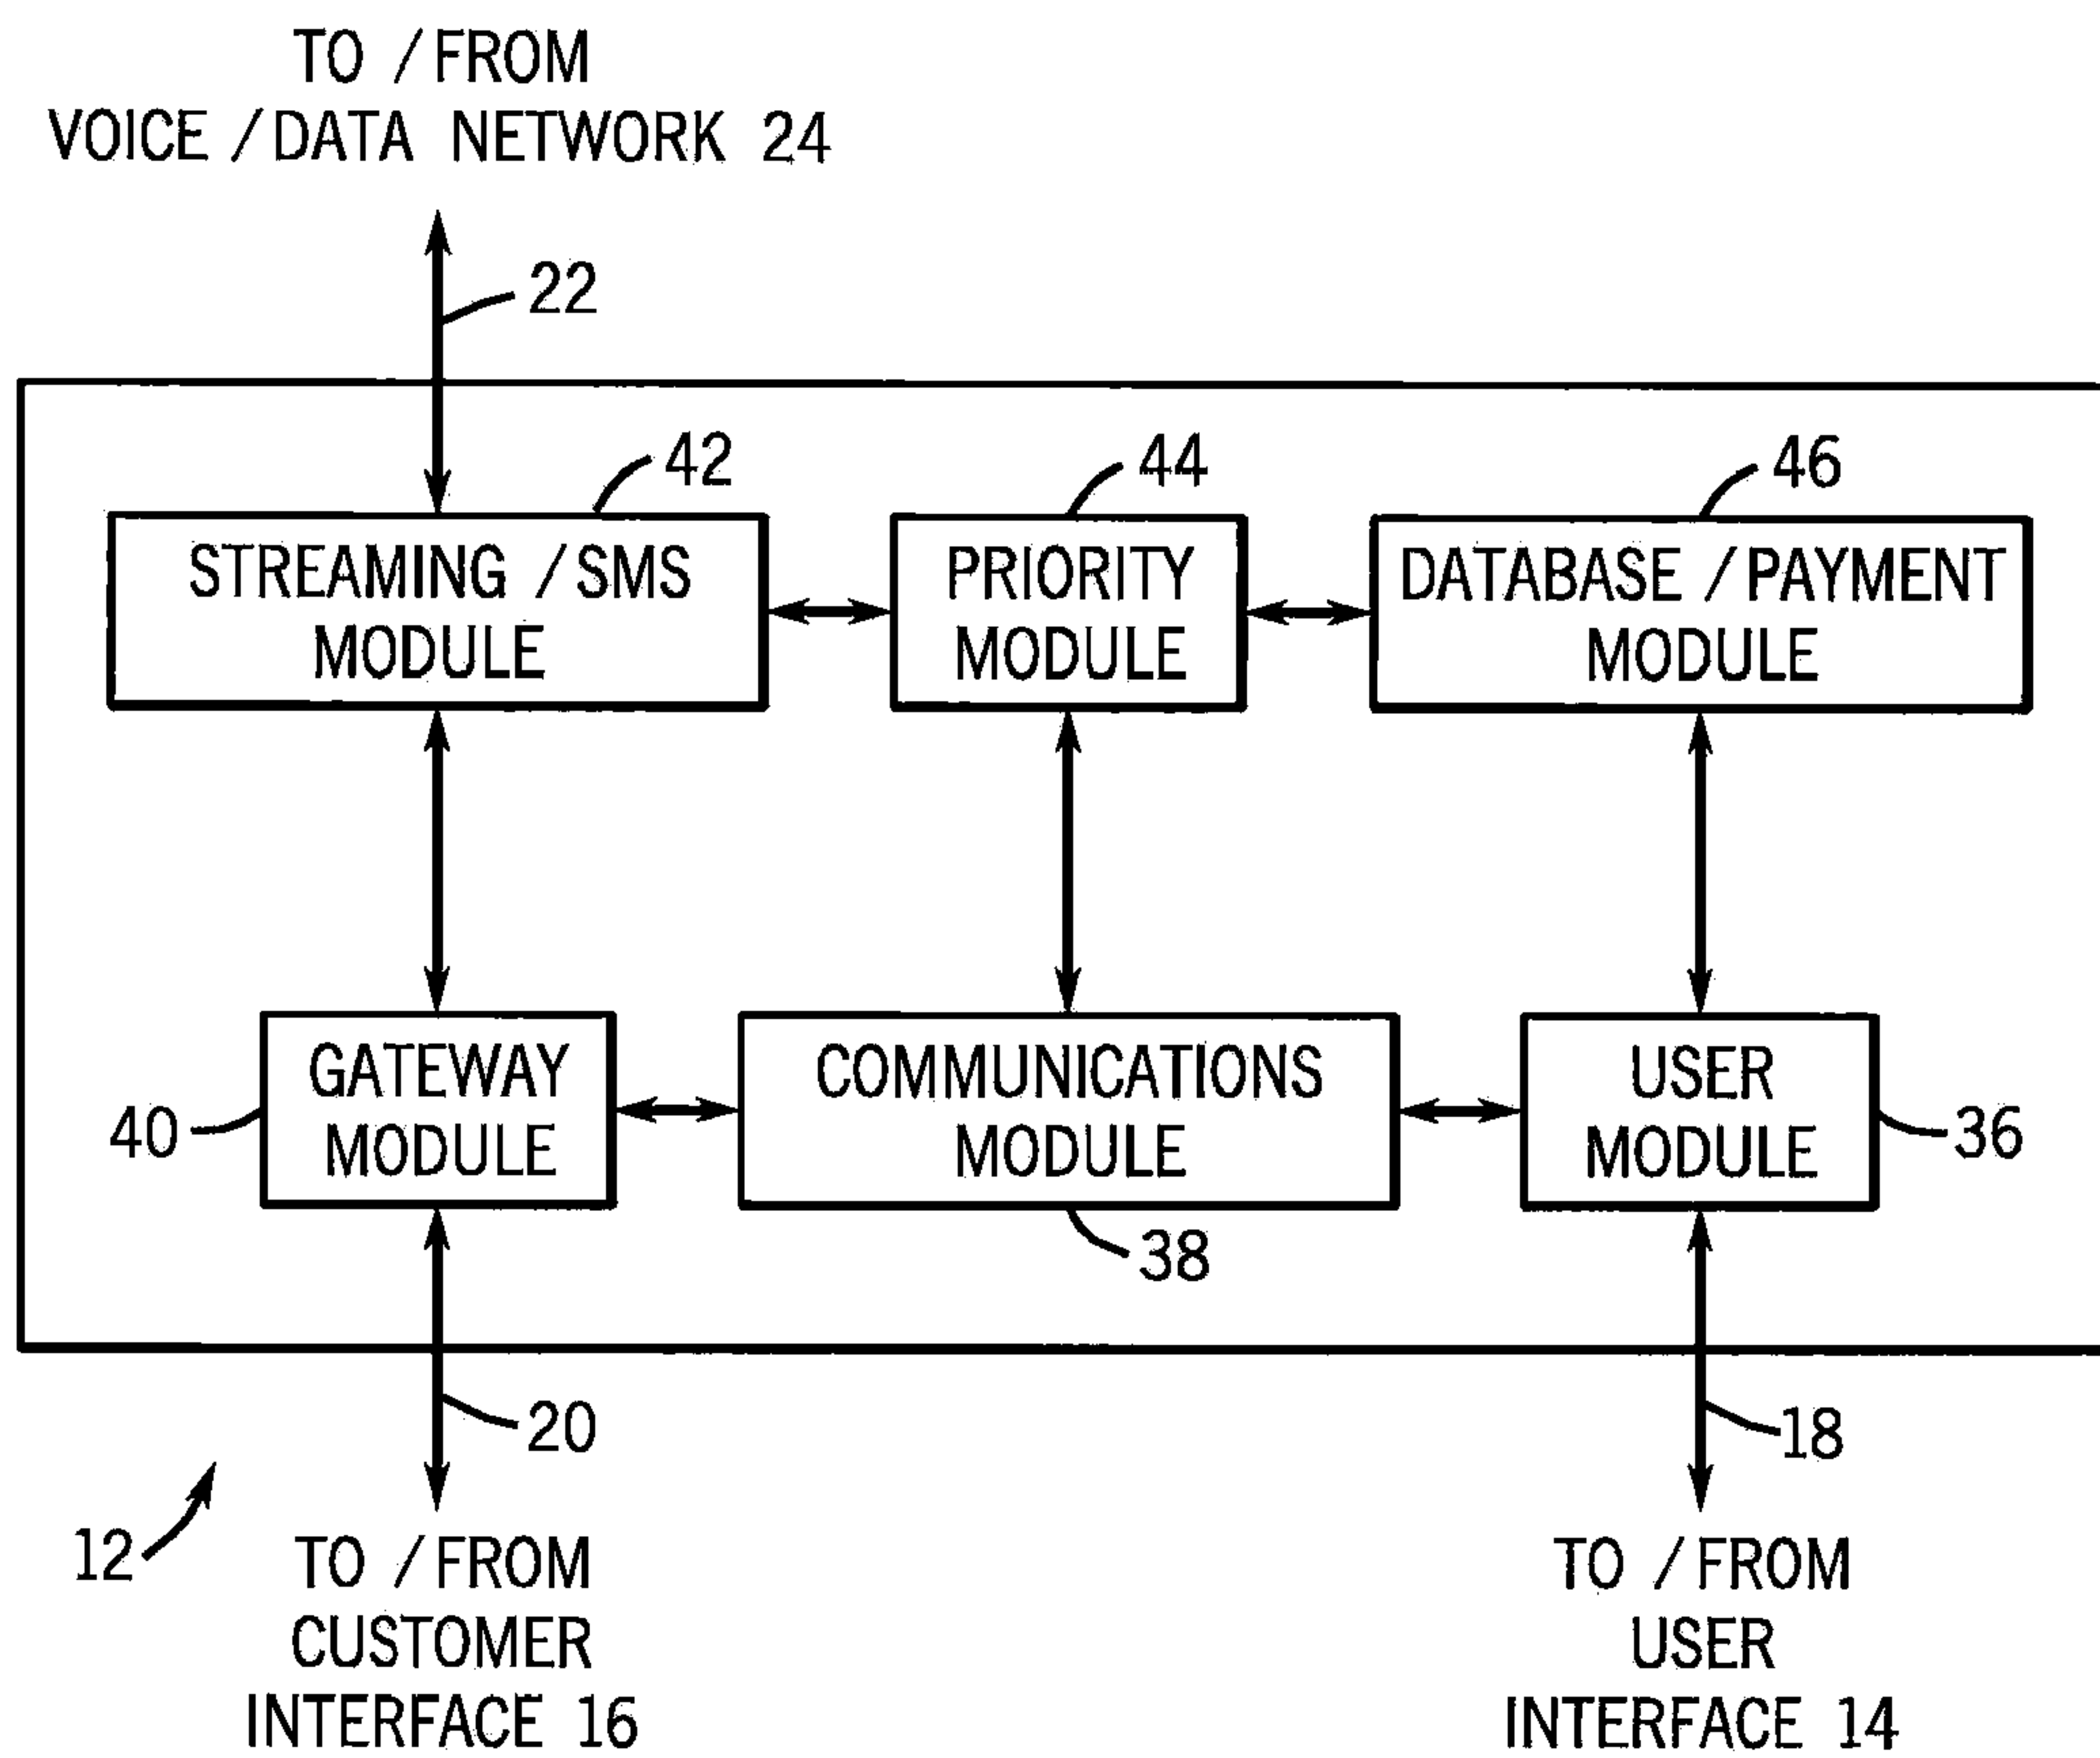 TO / FROM
VOICE / DATA NETWORK 24
22
42
44
46
STREAMING / SMS
MODULE
PRIORITY
MODULE
DATABASE / PAYMENT
MODULE
GATEWAY
MODULE
COMMUNICATIONS
MODULE
USER
MODULE
40
36
38
20
18
12
TO / FROM
CUSTOMER
INTERFACE 16
TO / FROM
USER
INTERFACE 14